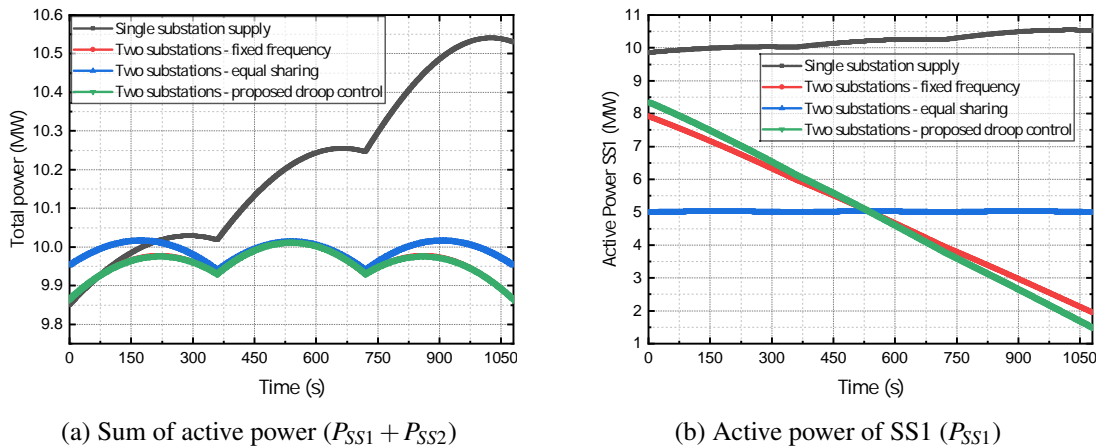 Single substation supply
Two substations - fixed frequency
Two substations - equal sharing
Two substations - proposed droop control
10.6
10.5
10.4
10.3
10.2
10.1
10.0
9.9
9.8
Total power (MW)
0 150 300 450 600 750 900 1050
Time (s)
(a) Sum of active power (P_SS1 + P_SS2)
Single substation supply
Two substations - fixed frequency
Two substations - equal sharing
Two substations - proposed droop control
11
10
9
8
7
6
5
4
3
2
1
Active Power SS1 (MW)
0 150 300 450 600 750 900 1050
Time (s)
(b) Active power of SS1 (P_SS1)